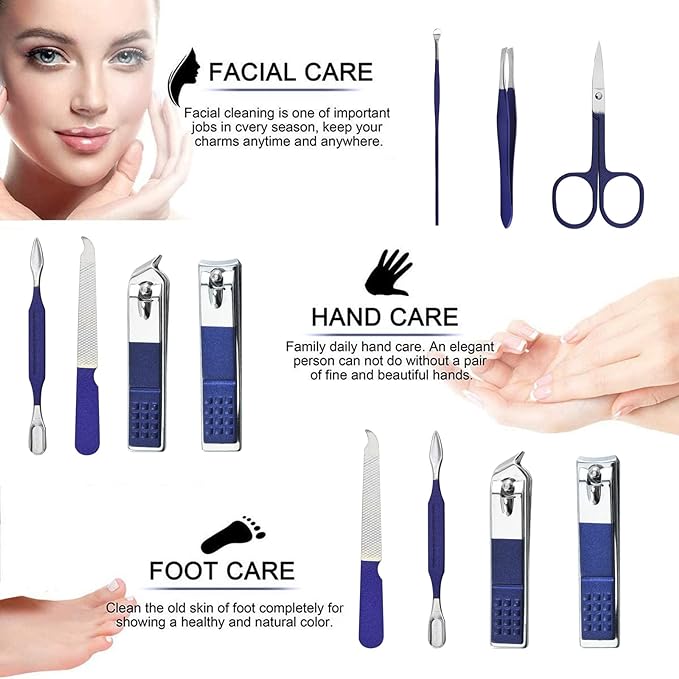 FACIAL CARE
Facial cleaning is one of important
jobs in cvery season, keep your
charms anytime and anywhere.
HAND CARE
Family daily hand care. An elegant
person can not do without a pair
of fine and beautiful hands.
FOOT CARE
Clean the old skin of foot completely for
showing a healthy and natural color.